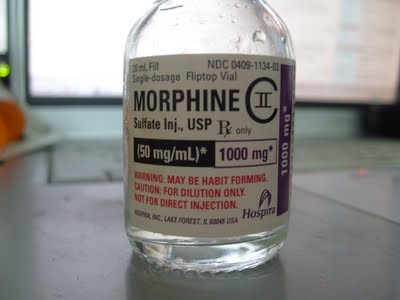 20 mL Fill NDC 0409-1134-03
Single-dosage Fliptop Vial
MORPHINE CII
Sulfate Inj., USP Rx only
(50 mg/mL)* 1000 mg*
1000 mg*
WARNING: MAY BE HABIT FORMING.
CAUTION: FOR DILUTION ONLY.
NOT FOR DIRECT INJECTION.
HOSPIRA, INC., LAKE FOREST, IL 60045 USA
Hospira